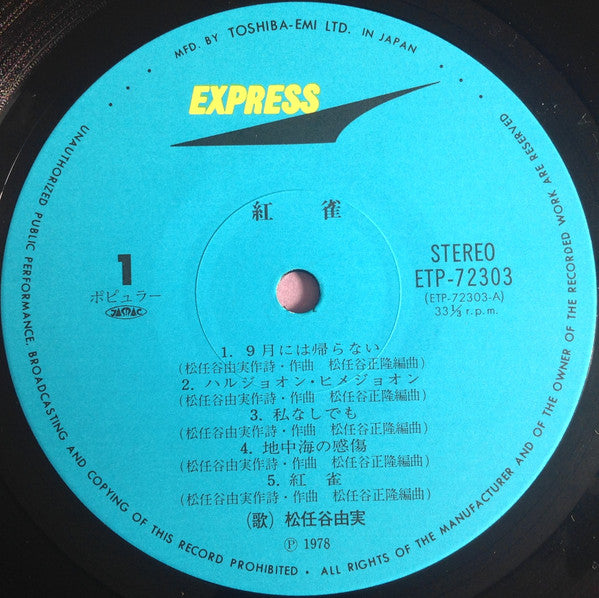 MFD. BY TOSHIBA-EMI LTD. IN JAPAN
EXPRESS
紅 雀
1
ポピュラー
JASRAC
STEREO
ETP-72303
(ETP-72303-A)
33⅓ r.p.m.
1. 9月には帰らない
(松任谷由実作詩・作曲 松任谷正隆編曲)
2. ハルジョオン・ヒメジョオン
(松任谷由実作詩・作曲 松任谷正隆編曲)
3. 私なしでも
(松任谷由実作詩・作曲 松任谷正隆編曲)
4. 地中海の感傷
(松任谷由実作詩・作曲 松任谷正隆編曲)
5. 紅 雀
(松任谷由実作詩・作曲 松任谷正隆編曲)
(歌) 松任谷由実
Ⓟ 1978
UNAUTHORIZED PUBLIC PERFORMANCE, BROADCASTING AND COPYING OF THIS RECORD PROHIBITED • ALL RIGHTS OF THE MANUFACTURER AND OF THE OWNER OF THE RECORDED WORK ARE RESERVED